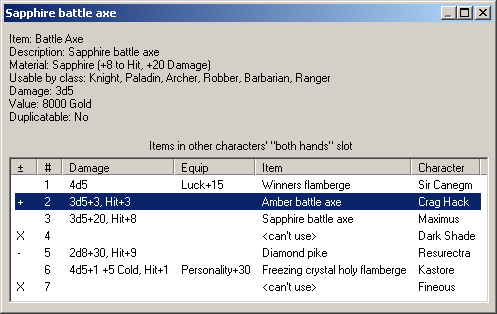 Sapphire battle axe
Item: Battle Axe
Description: Sapphire battle axe
Material: Sapphire (+8 to Hit, +20 Damage)
Usable by class: Knight, Paladin, Archer, Robber, Barbarian, Ranger
Damage: 3d5
Value: 8000 Gold
Duplicatable: No
Items in other characters' "both hands" slot
± # Damage Equip Item Character
1 4d5 Luck+15 Winners flamberge Sir Canegm
+ 2 3d5+3, Hit+3 Amber battle axe Crag Hack
3 3d5+20, Hit+8 Sapphire battle axe Maximus
X 4 <can't use> Dark Shade
- 5 2d8+30, Hit+9 Diamond pike Resurectra
6 4d5+1 +5 Cold, Hit+1 Personality+30 Freezing crystal holy flamberge Kastore
X 7 <can't use> Fineous